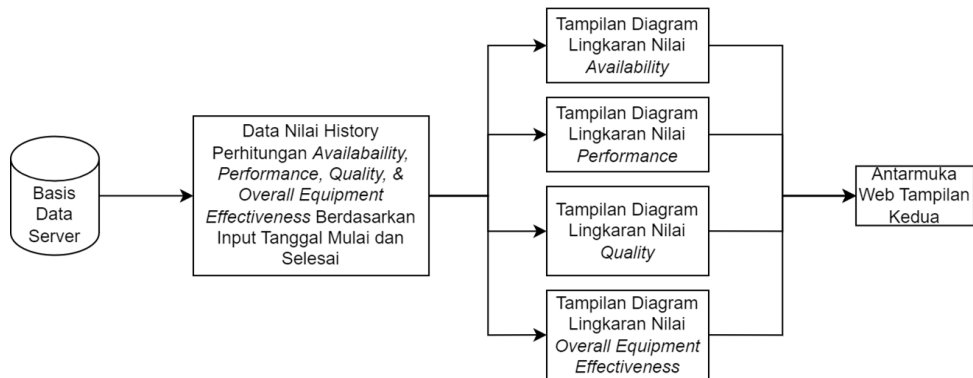 Basis
Data
Server
Data Nilai History
Perhitungan Availabaility,
Performance, Quality, &
Overall Equipment
Effectiveness Berdasarkan
Input Tanggal Mulai dan
Selesai
Tampilan Diagram
Lingkaran Nilai
Availability
Tampilan Diagram
Lingkaran Nilai
Performance
Tampilan Diagram
Lingkaran Nilai
Quality
Tampilan Diagram
Lingkaran Nilai
Overall Equipment
Effectiveness
Antarmuka
Web Tampilan
Kedua